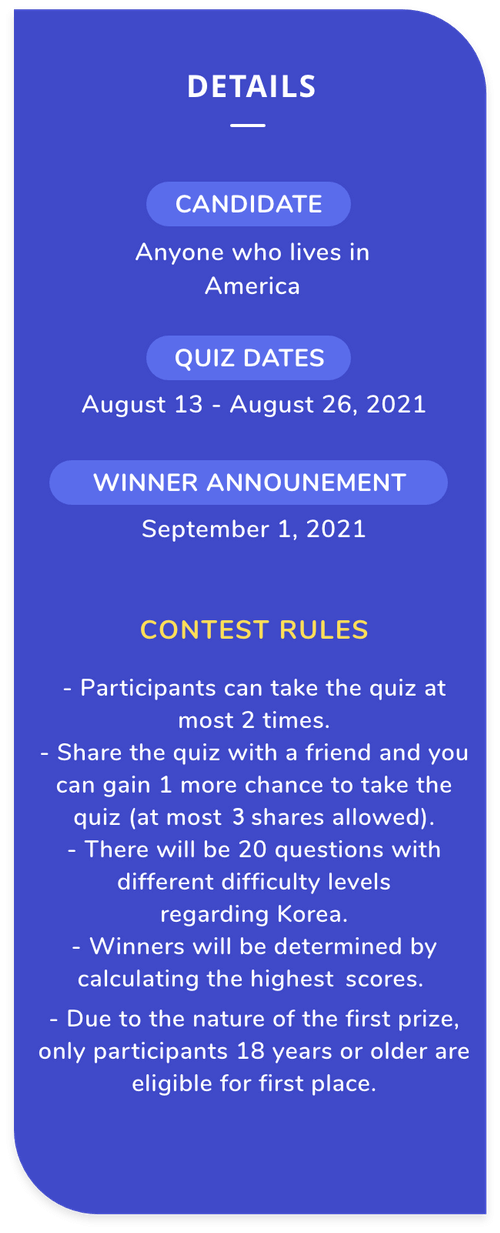 DETAILS
CANDIDATE
Anyone who lives in
America
QUIZ DATES
August 13 - August 26, 2021
WINNER ANNOUNEMENT
September 1, 2021
CONTEST RULES
- Participants can take the quiz at
most 2 times.
- Share the quiz with a friend and you
can gain 1 more chance to take the
quiz (at most 3 shares allowed).
- There will be 20 questions with
different difficulty levels
regarding Korea.
- Winners will be determined by
calculating the highest scores.
- Due to the nature of the first prize,
only participants 18 years or older are
eligible for first place.